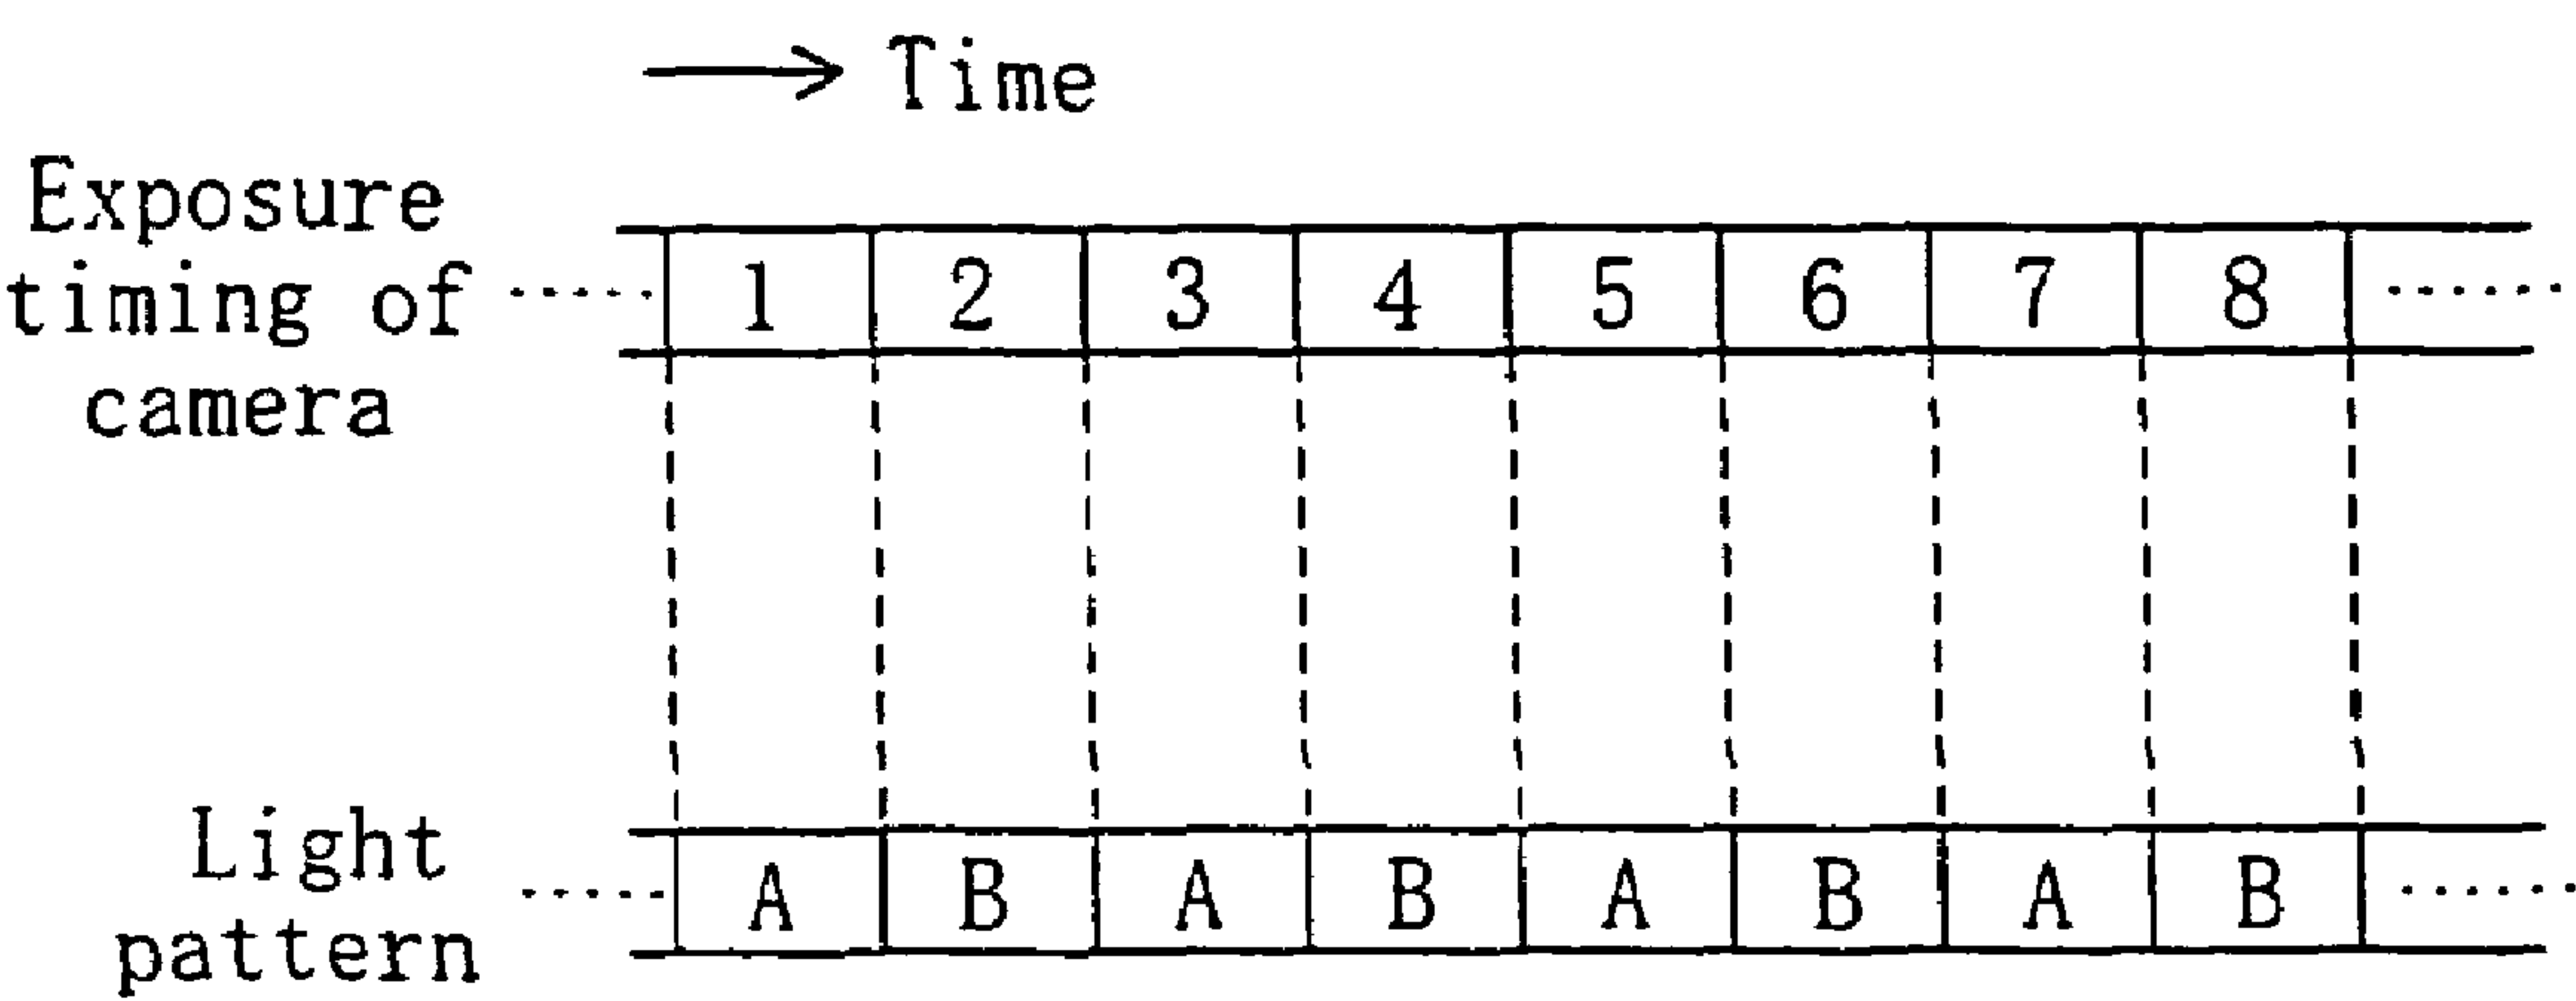 Time
Exposure
timing of
camera
1 2 3 4 5 6 7 8
Light
pattern
A B A B A B A B